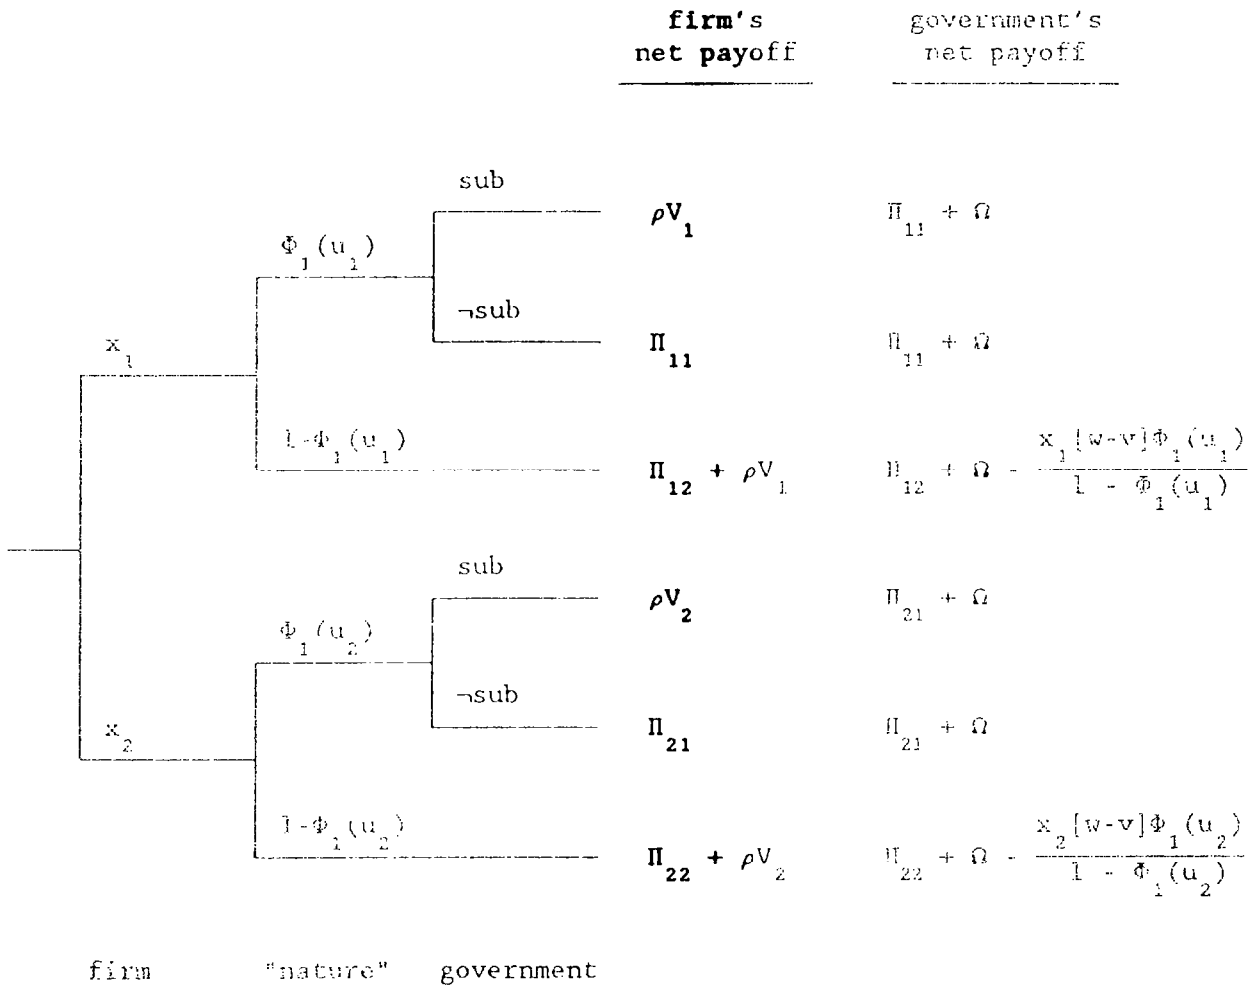 firm's government's
net payoff net payoff
sub
ρV₁ Π₁₁ + Ω
Φ₁(u₁)
¬sub
Π₁₁ Π₁₁ + Ω
x₁
1-Φ₁(u₁)
Π₁₂ + ρV₁ Π₁₂ + Ω - x₁[w-v]Φ₁(u₁)
1 - Φ₁(u₁)
sub
ρV₂ Π₂₁ + Ω
Φ₁(u₂)
¬sub
Π₂₁ Π₂₁ + Ω
x₂
1-Φ₁(u₂)
Π₂₂ + ρV₂ Π₂₂ + Ω - x₂[w-v]Φ₁(u₂)
1 - Φ₁(u₂)
firm "nature" government